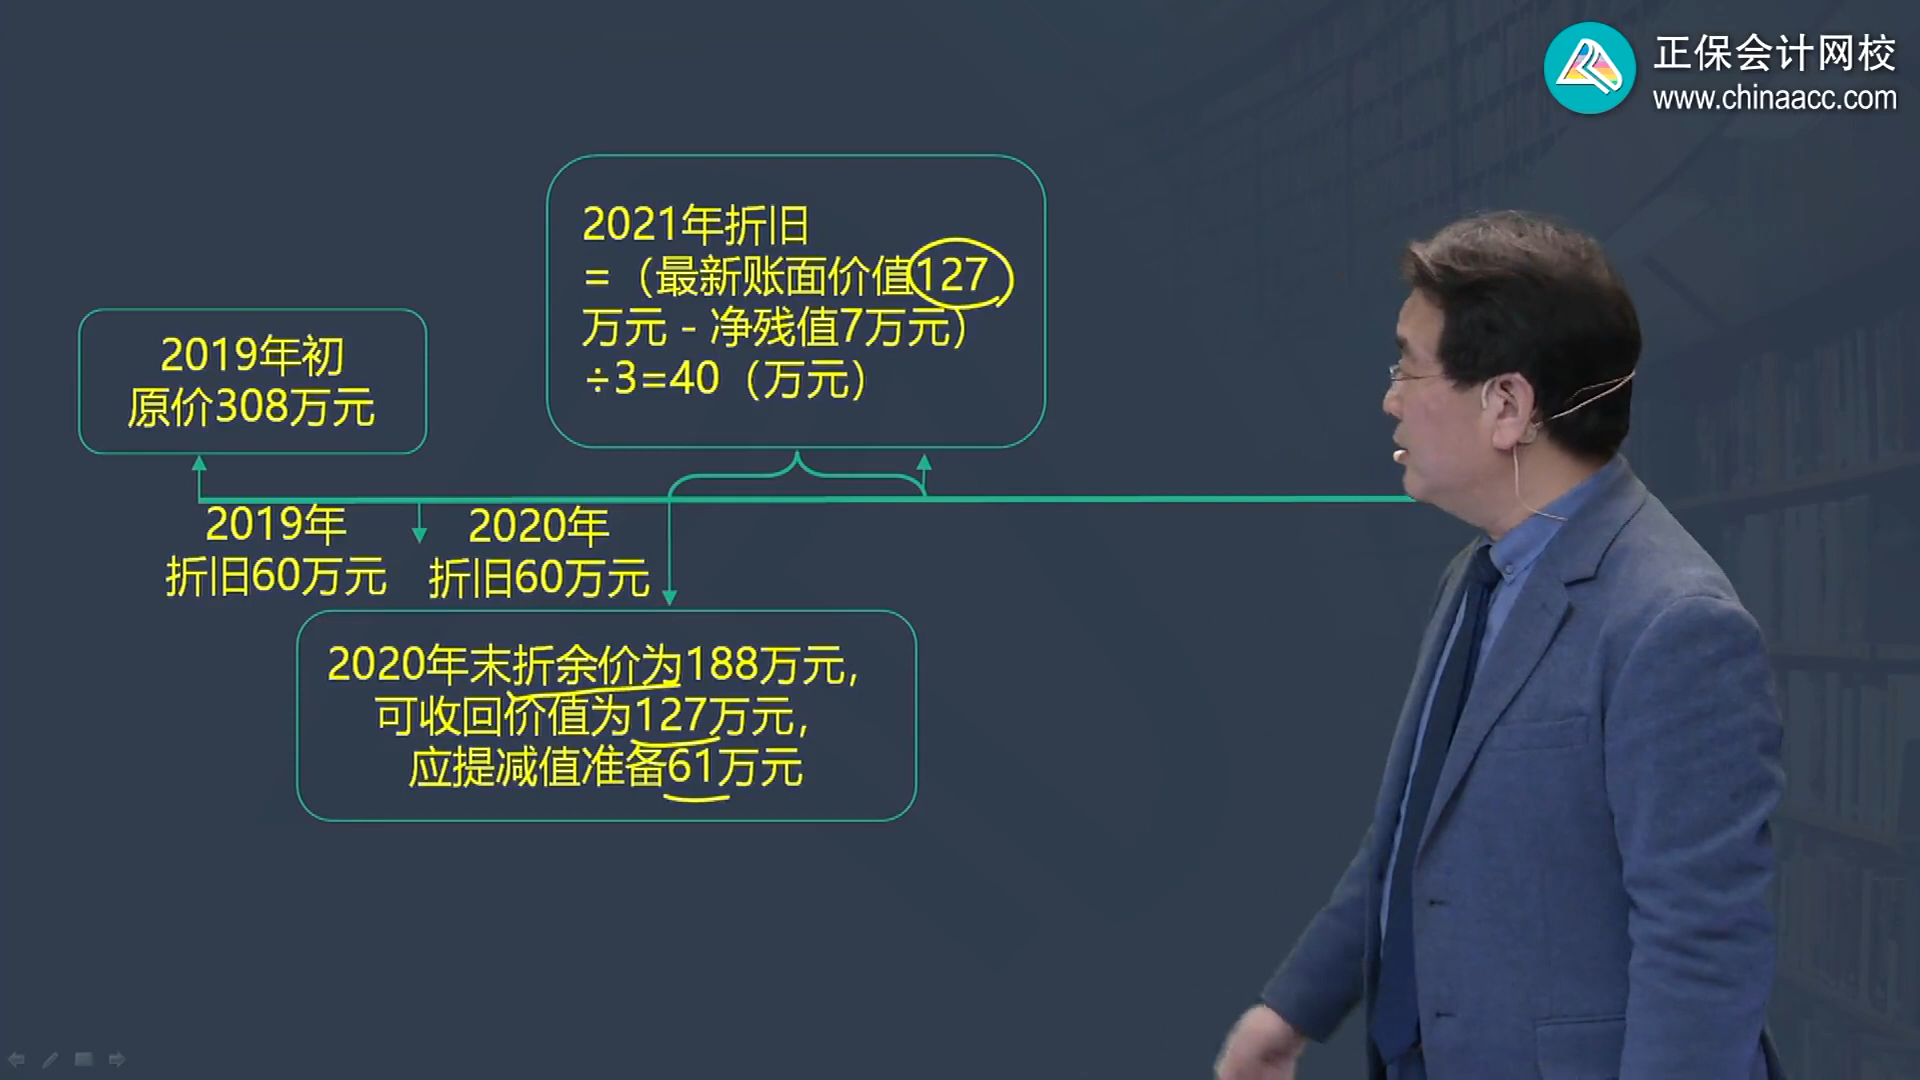 正保会计网校
www.chinaacc.com
2021年折旧
=（最新账面价值127
万元-净残值7万元）
÷3=40（万元）
2019年初
原价308万元
2019年
折旧60万元
2020年
折旧60万元
2020年末折余价为188万元，
可收回价值为127万元，
应提减值准备61万元